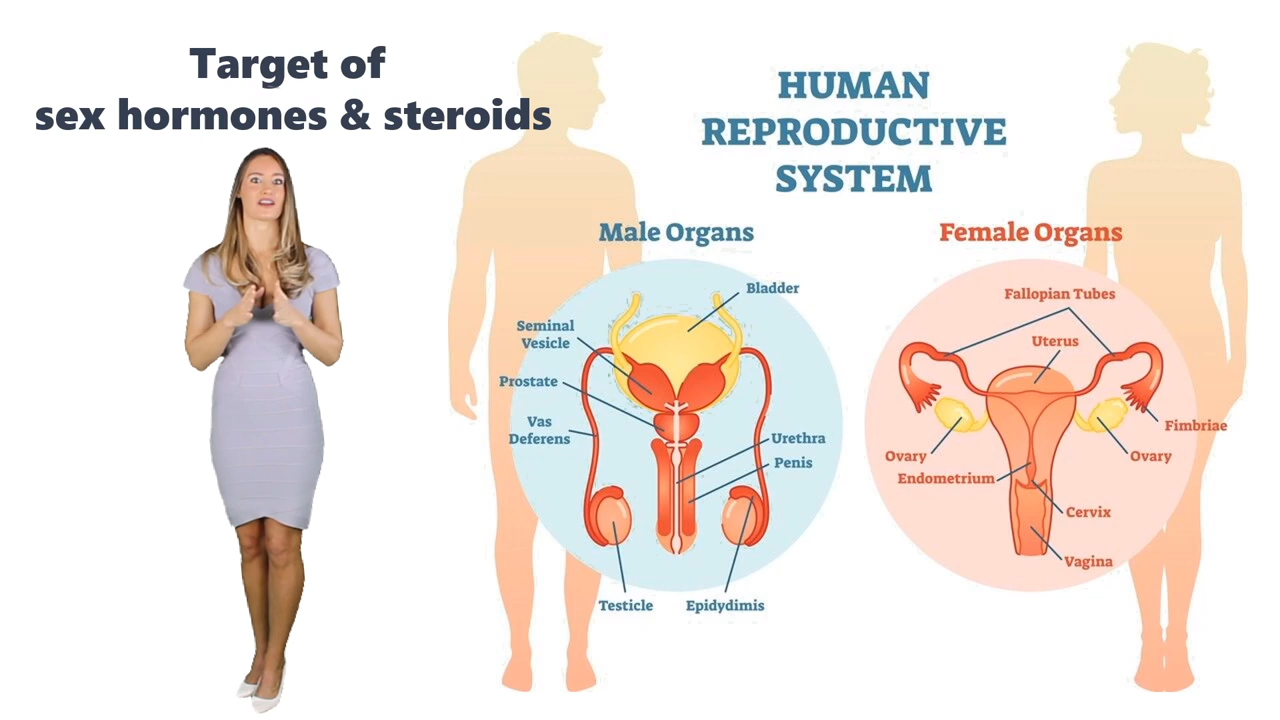 Target of
sex hormones & steroids
HUMAN
REPRODUCTIVE
SYSTEM
Male Organs
Bladder
Seminal
Vesicle
Prostate
Vas
Deferens
Urethra
Penis
Testicle
Epidydimis
Female Organs
Fallopian Tubes
Uterus
Fimbriae
Ovary
Ovary
Endometrium
Cervix
Vagina